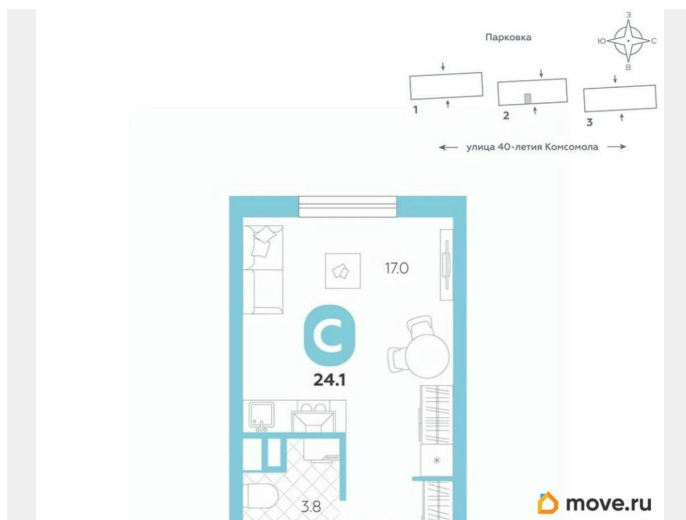 З
Парковка
Ю
С
В
1
2
3
улица 40-летия Комсомола
17.0
С
24.1
3.8
move.ru